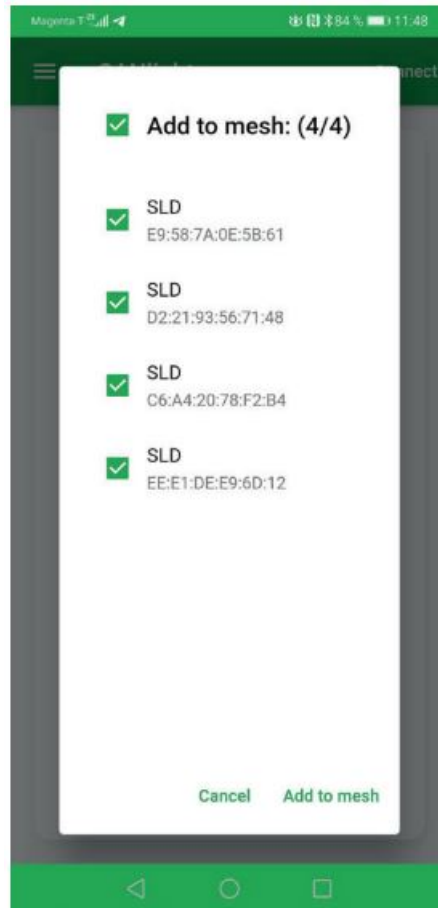 Magenta T 84 % 11:48
Add to mesh: (4/4)
SLD
E9:58:7A:0E:5B:61
SLD
D2:21:93:56:71:48
SLD
C6:A4:20:78:F2:B4
SLD
EE:E1:DE:E9:6D:12
Cancel Add to mesh